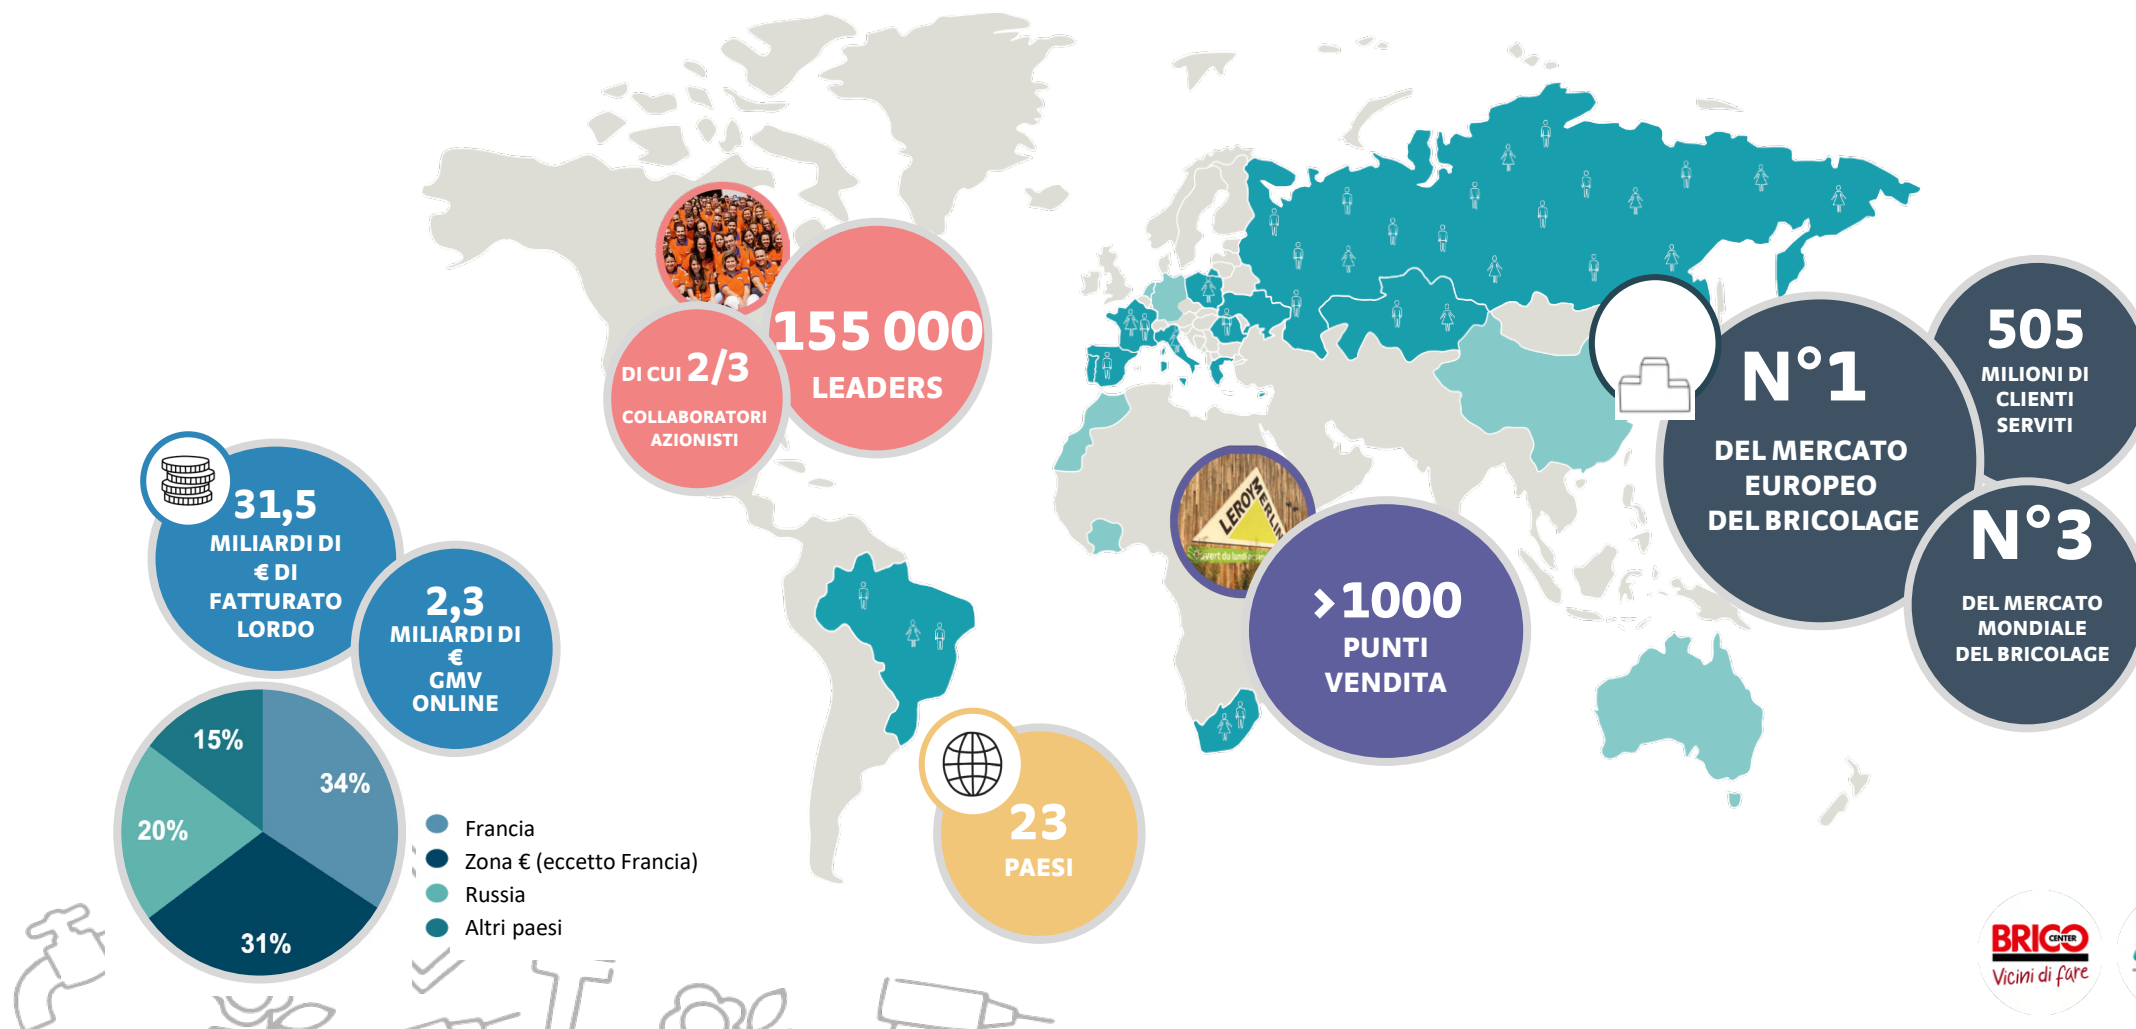 155 000
LEADERS
DI CUI 2/3
COLLABORATORI
AZIONISTI
31,5
MILIARDI DI
€ DI
FATTURATO
LORDO
2,3
MILIARDI DI
€
GMV
ONLINE
15%
34%
20%
31%
Francia
Zona € (eccetto Francia)
Russia
Altri paesi
23
PAESI
LEROY MERLIN
>1000
PUNTI
VENDITA
N°1
DEL MERCATO
EUROPEO
DEL BRICOLAGE
505
MILIONI DI
CLIENTI
SERVITI
N°3
DEL MERCATO
MONDIALE
DEL BRICOLAGE
BRICO
CENTER
Vicini di fare